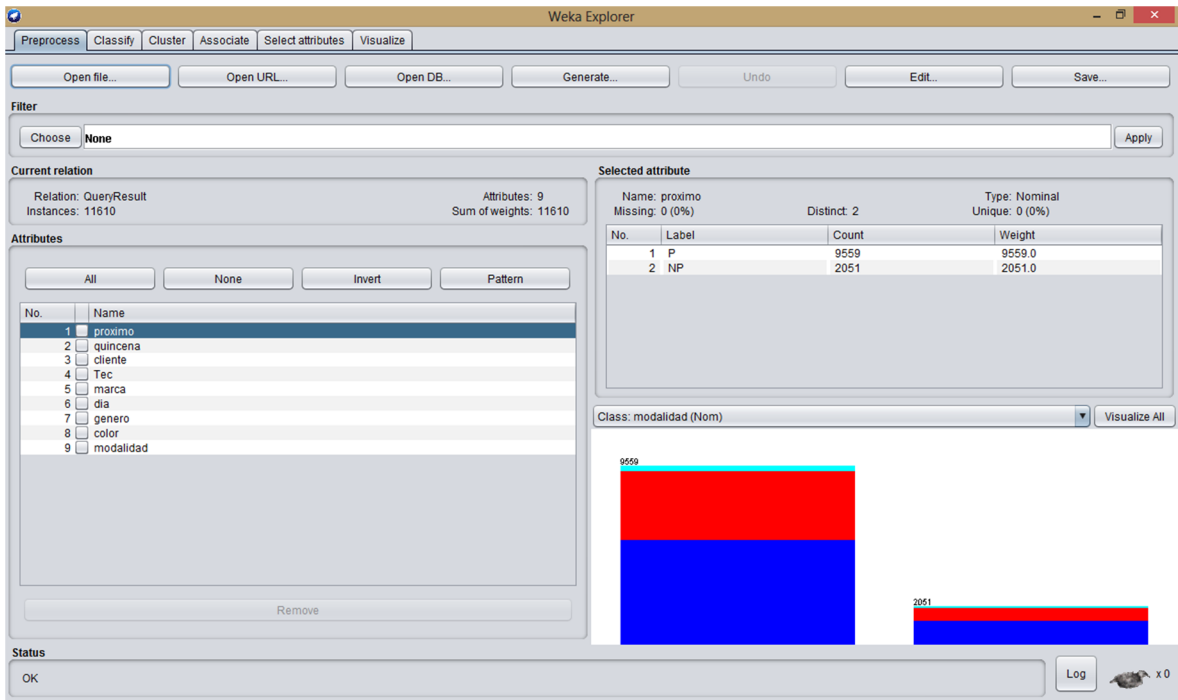 Weka Explorer
Preprocess Classify Cluster Associate Select attributes Visualize
Open file... Open URL... Open DB... Generate... Undo Edit... Save...
Filter
Choose None Apply
Current relation
Relation: QueryResult Attributes: 9
Instances: 11610 Sum of weights: 11610
Attributes
All None Invert Pattern
No. Name
1 proximo
2 quincena
3 cliente
4 Tec
5 marca
6 dia
7 genero
8 color
9 modalidad
Remove
Selected attribute
Name: proximo Type: Nominal
Missing: 0 (0%) Distinct: 2 Unique: 0 (0%)
No. Label Count Weight
1 P 9559 9559.0
2 NP 2051 2051.0
Class: modalidad (Nom) Visualize All
9559
2051
Status
OK Log x 0